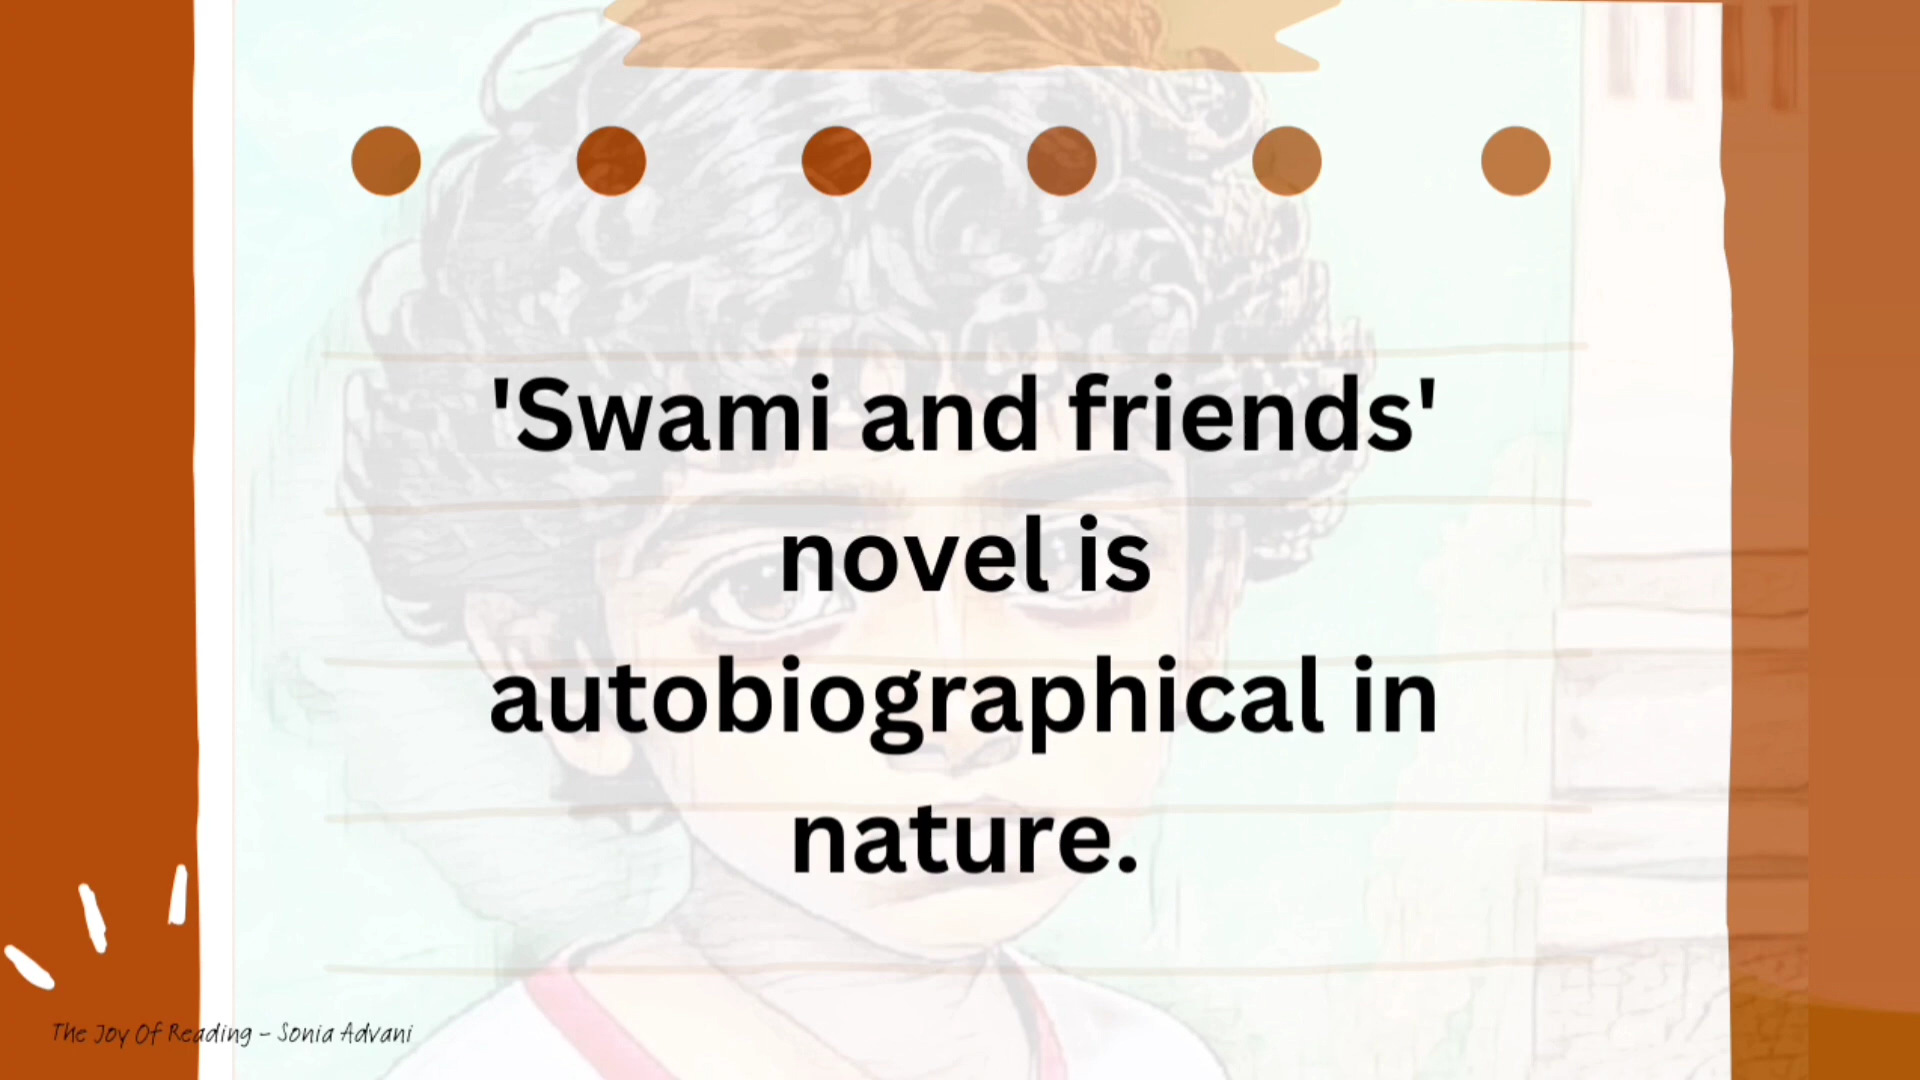 'Swami and friends'
novel is
autobiographical in
nature.
The Joy Of Reading - Sonia Advani